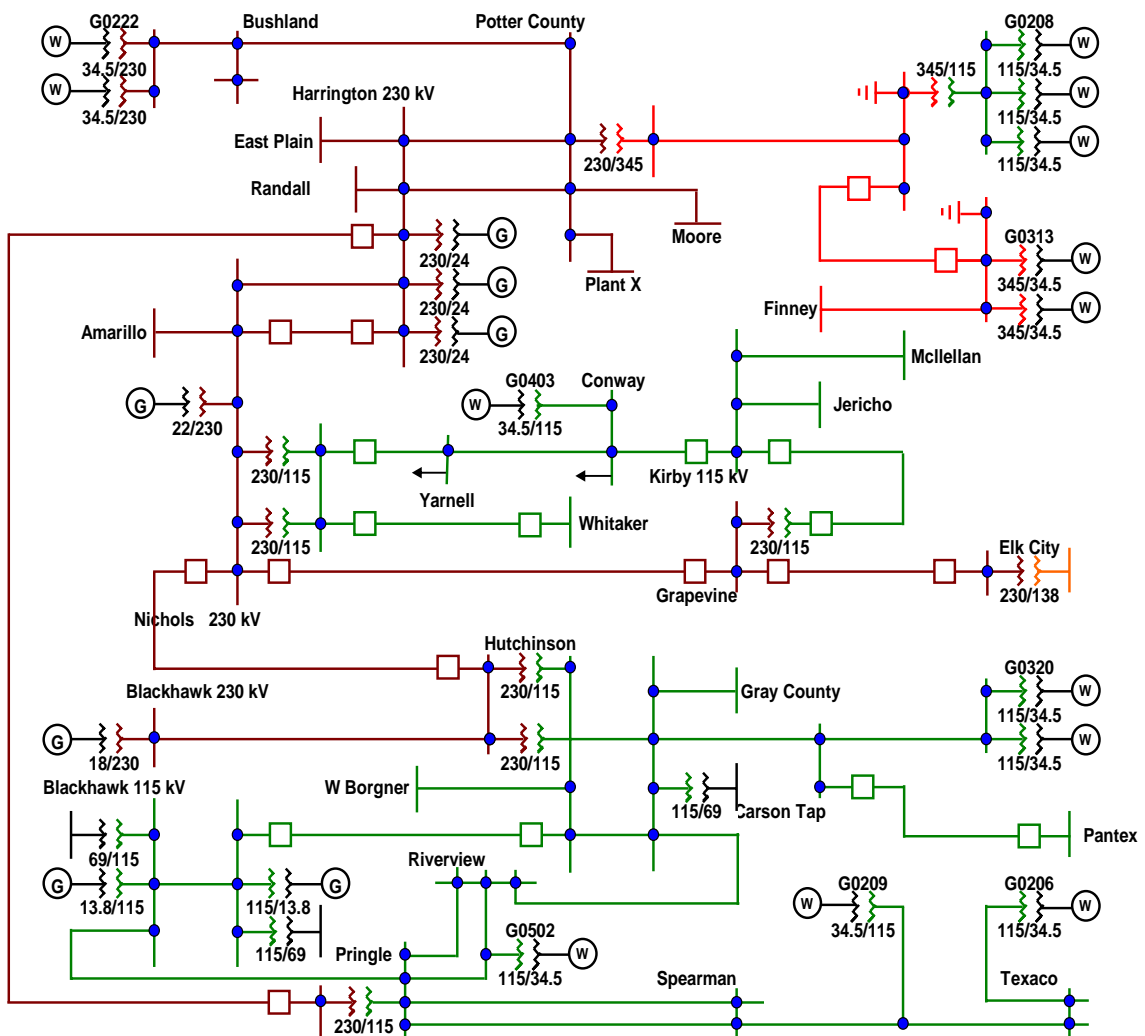 G0222
Bushland
Potter County
G0208
W
34.5/230
W
34.5/230
345/115
115/34.5
W
115/34.5
W
115/34.5
W
Harrington 230 kV
East Plain
230/345
Randall
Moore
230/24
G
Plant X
230/24
G
230/24
G
G0313
345/34.5
W
Finney
345/34.5
W
Amarillo
McIlellan
G0403
Conway
G
22/230
W
34.5/115
Jericho
230/115
Yarnell
Kirby 115 kV
230/115
Whitaker
230/115
Elk City
Grapevine
230/138
Nichols 230 kV
Hutchinson
230/115
Gray County
G0320
115/34.5
W
Blackhawk 230 kV
G
18/230
230/115
115/34.5
W
Blackhawk 115 kV
W Borgner
115/69
Carson Tap
Pantex
69/115
Riverview
G
13.8/115
115/13.8
G
G0209
W
34.5/115
G0206
115/34.5
W
115/69
Pringle
G0502
115/34.5
W
Spearman
Texaco
230/115